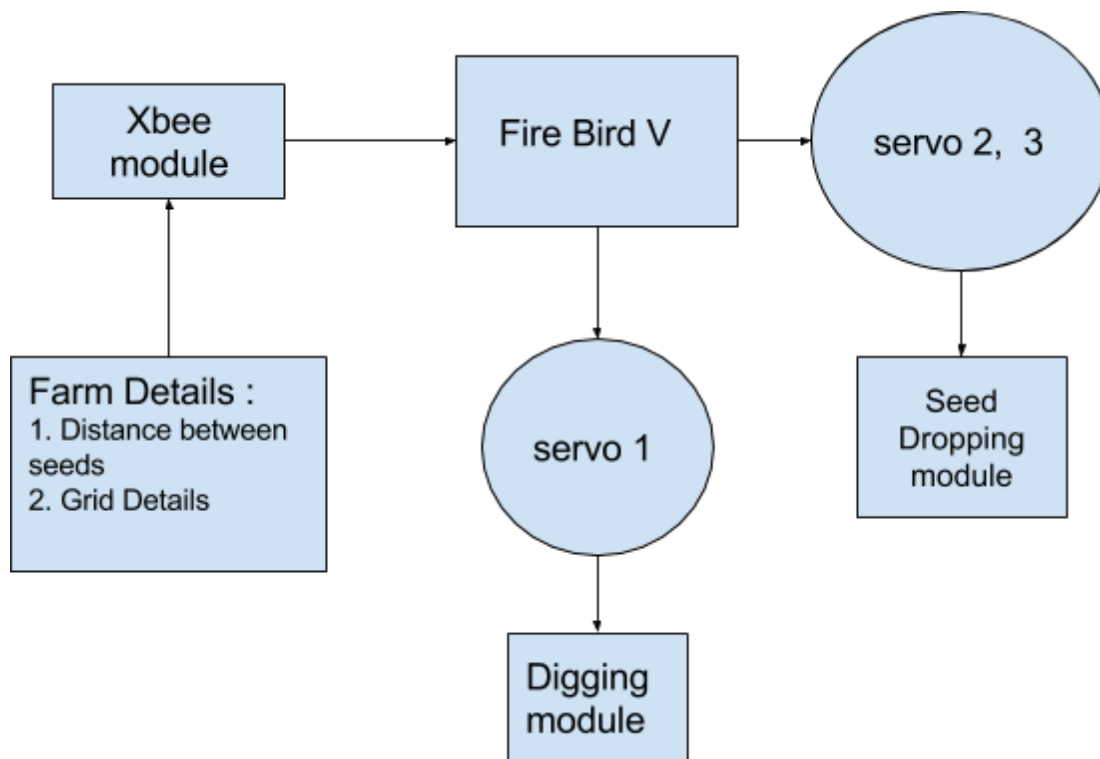 Xbee
module
Fire Bird V
servo 2,  3
Farm Details :
1. Distance between
seeds
2. Grid Details
servo 1
Seed
Dropping
module
Digging
module